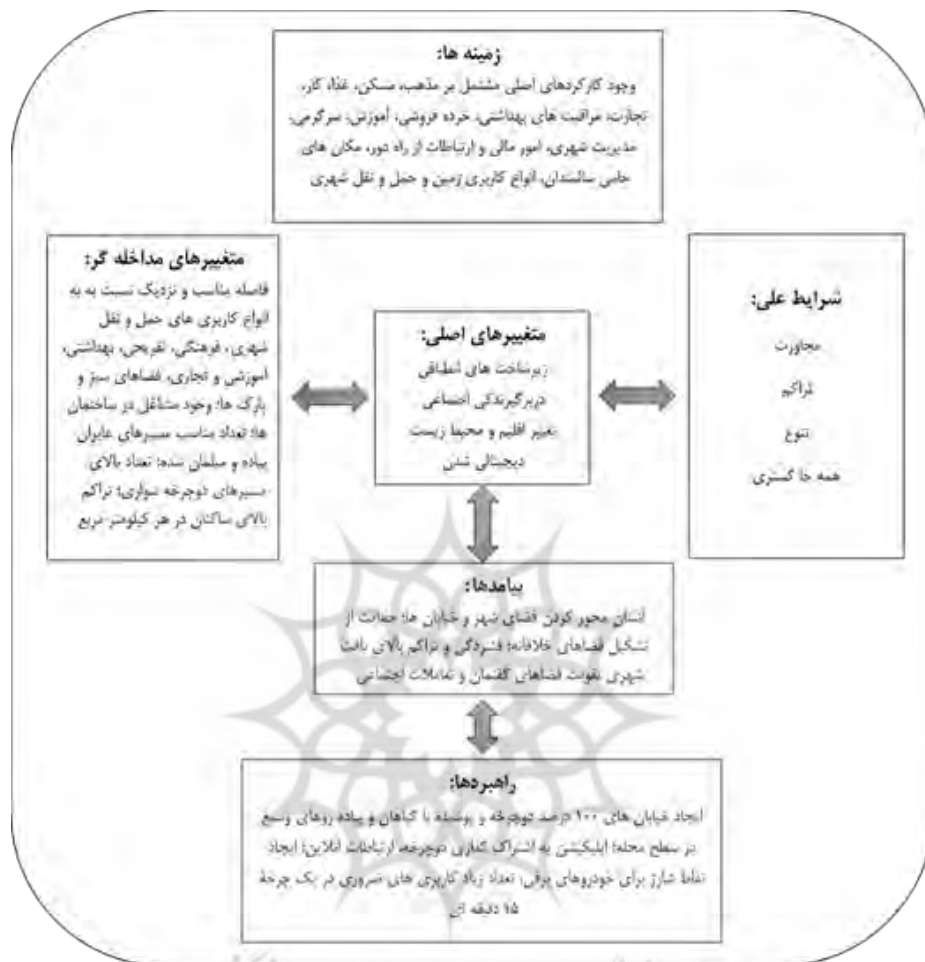 زمینه ها:
وجود کارکردهای اصلی مشتمل بر مذهب، مسکن، غذا، کار،
تجارت، مراقبت های بهداشتی، خرده فروشی، آموزش، سرگرمی،
مدیریت شهری، امور مالی و ارتباطات از راه دور، مکان های
حامی سالمندان، انواع کاربری زمین و حمل و نقل شهری
شرایط علی:
مجاورت
تراکم
تنوع
همه جا گستری
متغییرهای اصلی:
زیرساخت های انطباقی
دربرگیرندگی اجتماعی
تغییر اقلیم و محیط زیست
دیجیتالی شدن
متغییرهای مداخله گر:
فاصله مناسب و نزدیک نسبت به به
انواع کاربری های حمل و نقل
شهری، فرهنگی، تفریحی، بهداشتی،
آموزشی و تجاری، فضاهای سبز و
پارک ها؛ وجود مشاغل در ساختمان
ها؛ تعداد مناسب مسیرهای عابران
پیاده و مبلمان شده؛ تعداد بالای
مسیرهای دوچرخه سواری؛ تراکم
بالای ساکنان در هر کیلومتر مربع
پیامدها:
انسان محور کردن فضای شهر و خیابان ها؛ حمایت از
تشکیل فضاهای خلاقانه؛ فشردگی و تراکم بالای بافت
شهری تقویت فضاهای گفتمان و تعاملات اجتماعی
راهبردها:
ایجاد خیابان های ۱۰۰ درصد دوچرخه و پوشیده با گیاهان و پیاده روهای وسیع
در سطح محله؛ اپلیکیشن به اشتراک گذاری دوچرخه، ارتباطات آنلاین؛ ایجاد
نقاط شارژ برای خودروهای برقی؛ تعداد زیاد کاربری های ضروری در یک چرخهٔ
۱۵ دقیقه ای